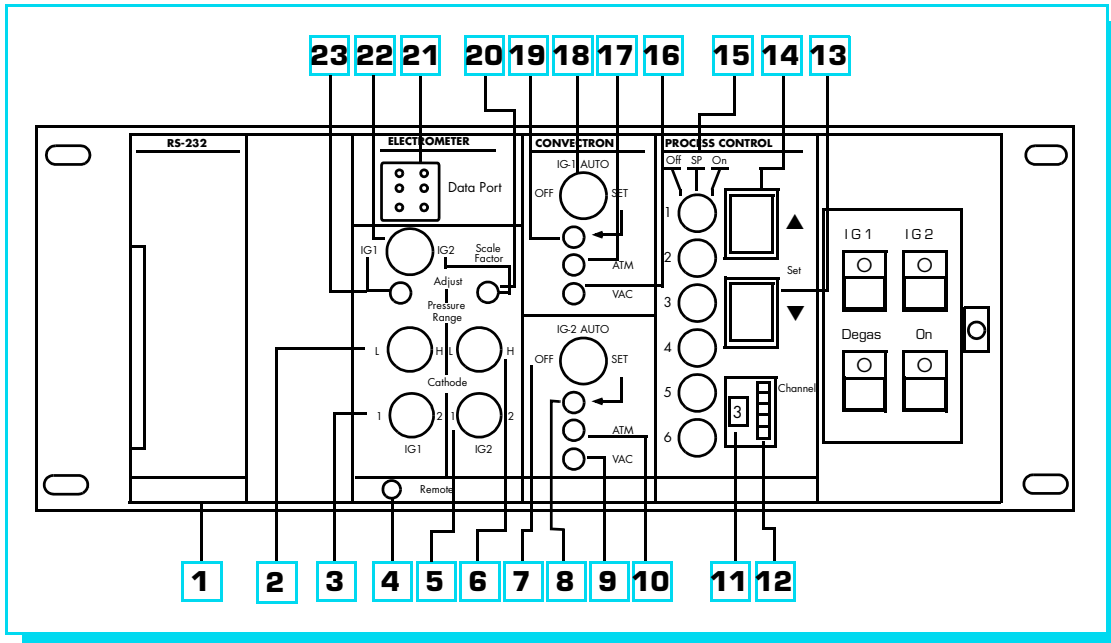 23 22 21 20 19 18 17 16 15 14 13
RS-232
ELECTROMETER
CONVECTRON
PROCESS CONTROL
Data Port
IG1 IG2
Scale
Factor
Adjust
Pressure
Range
L H L H
Cathode
1 2 1 2
IG1 IG2
Remote
IG-1 AUTO
OFF SET
ATM
VAC
IG-2 AUTO
OFF SET
ATM
VAC
Off SP On
1
2
3
4
5
6
▲
Set
▼
Channel
3
IG1 IG2
Degas On
1 2 3 4 5 6 7 8 9 10 11 12